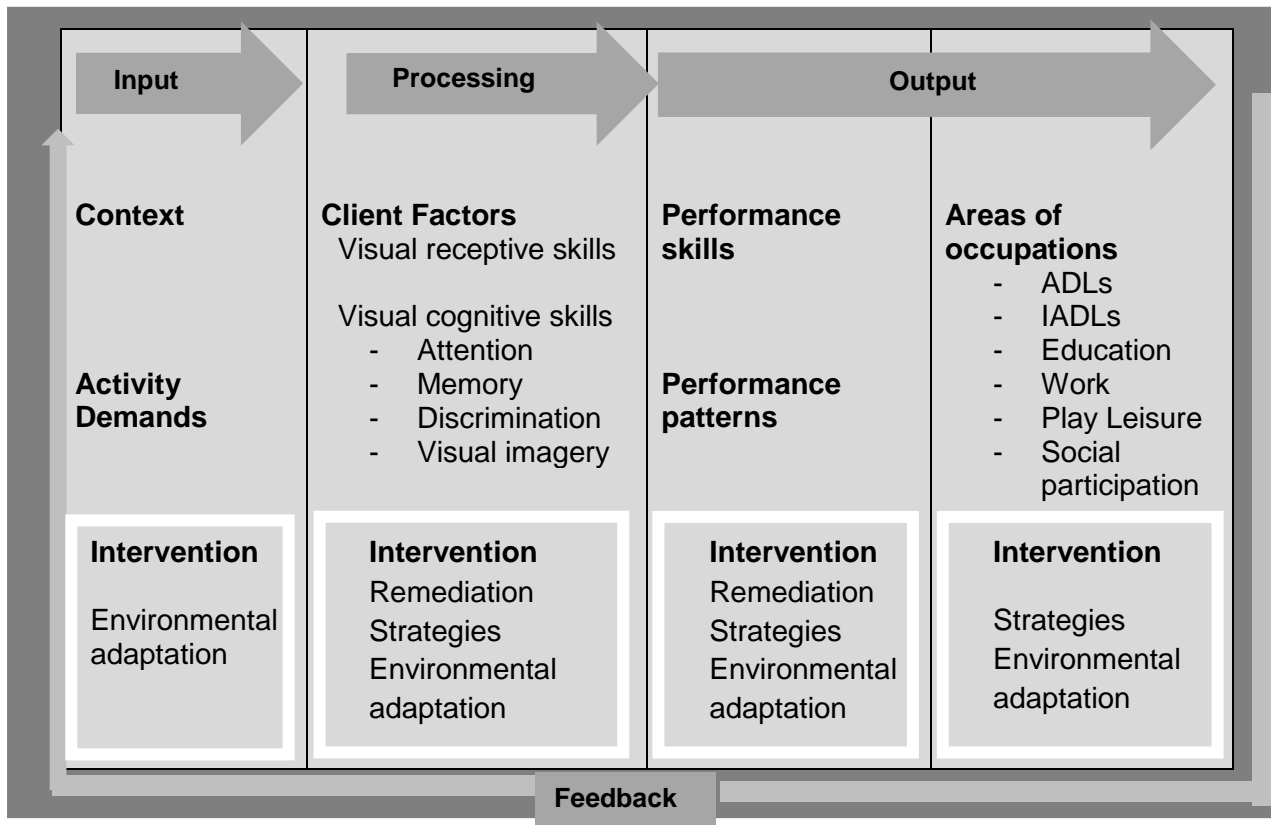 Input
Processing
Output
Context
Activity
Demands
Intervention
Environmental
adaptation
Client Factors
Visual receptive skills
Visual cognitive skills
- Attention
- Memory
- Discrimination
- Visual imagery
Intervention
Remediation
Strategies
Environmental
adaptation
Performance
skills
Performance
patterns
Intervention
Remediation
Strategies
Environmental
adaptation
Areas of
occupations
- ADLs
- IADLs
- Education
- Work
- Play Leisure
- Social
participation
Intervention
Strategies
Environmental
adaptation
Feedback